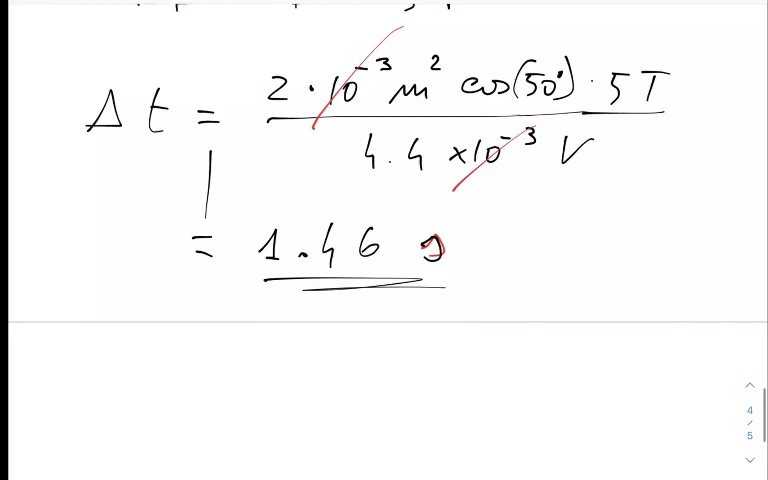 Δt = 2 · 10⁻³ m² cos(50°) · 5 T
4.4 × 10⁻³ V
= 1.46 s
4
/
5